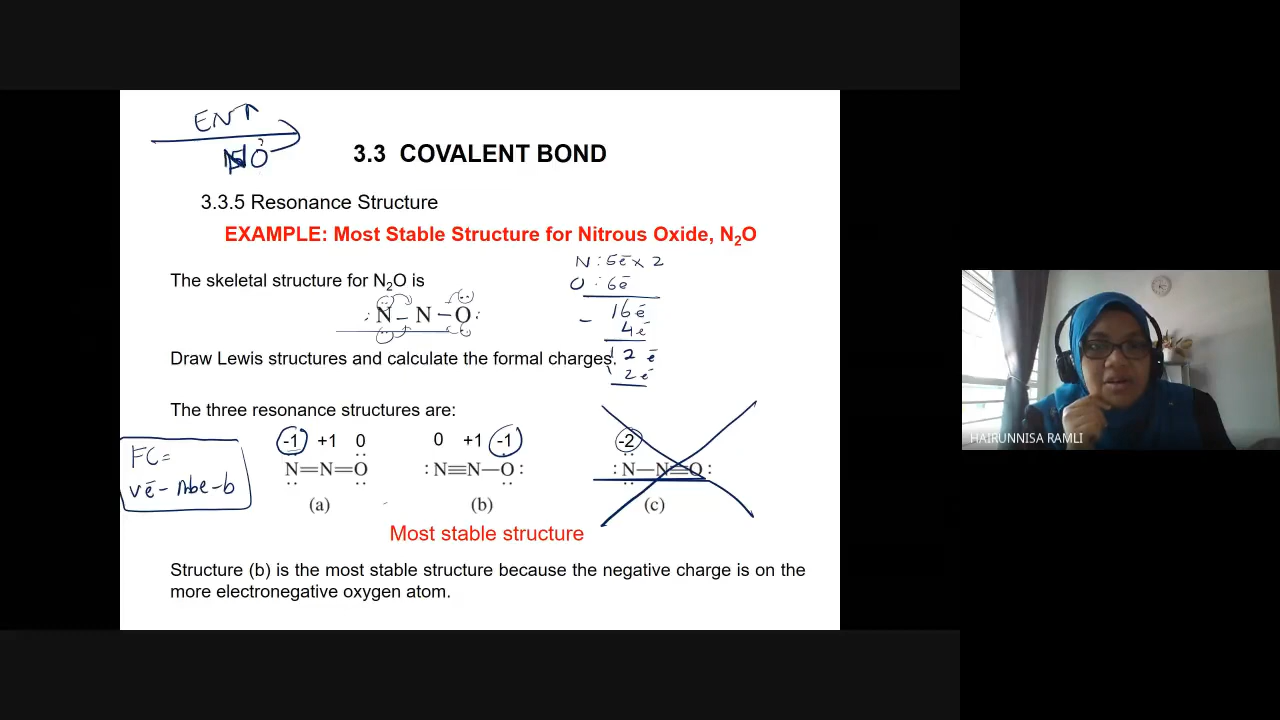 EN↑
NO
3.3 COVALENT BOND
3.3.5 Resonance Structure
EXAMPLE: Most Stable Structure for Nitrous Oxide, N₂O
N : 5e x 2
O : 6e
16e
- 4e
12e
12e
The skeletal structure for N₂O is
N – N – O
Draw Lewis structures and calculate the formal charges.
The three resonance structures are:
-1 +1 0
0 +1 -1
-2
FC=
ve - nbe - b
N=N=O
:N≡N—O:
:N—N≡O:
(a)
(b)
(c)
Most stable structure
Structure (b) is the most stable structure because the negative charge is on the
more electronegative oxygen atom.
HAIRUNNISA RAMLI